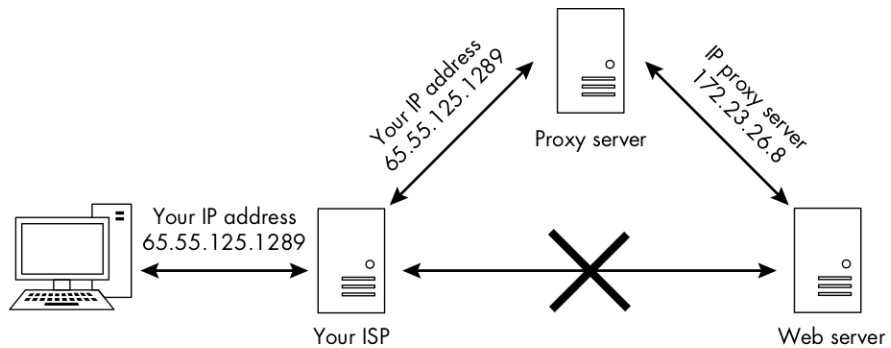 Your IP address
65.55.125.1289
Proxy server
IP proxy server
172.23.26.8
Your IP address
65.55.125.1289
Your ISP
Web server